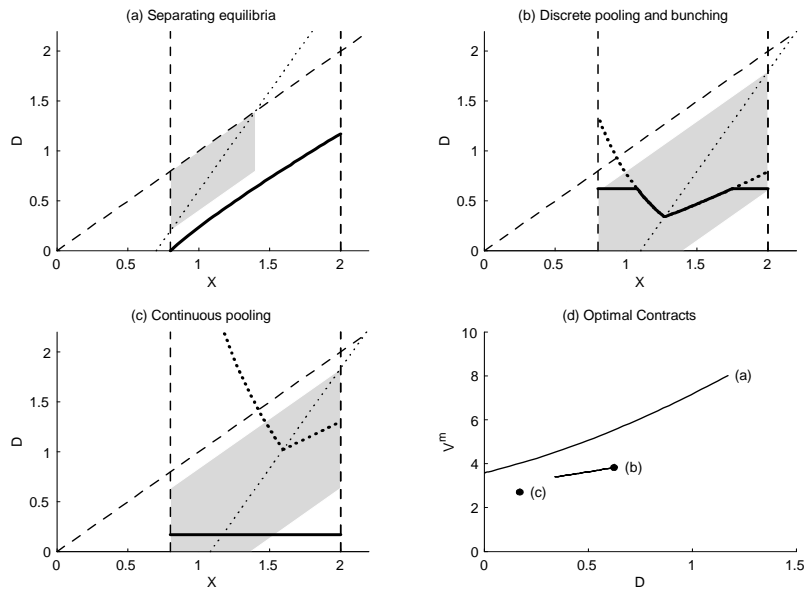 (a) Separating equilibria
2
1.5
D
1
0.5
0
0
0.5
1
1.5
2
X
(b) Discrete pooling and bunching
2
1.5
D
1
0.5
0
0
0.5
1
1.5
2
X
(c) Continuous pooling
2
1.5
D
1
0.5
0
0
0.5
1
1.5
2
X
(d) Optimal Contracts
10
8
(a)
6
V^m
4
(b)
(c)
2
0
0
0.5
1
1.5
D